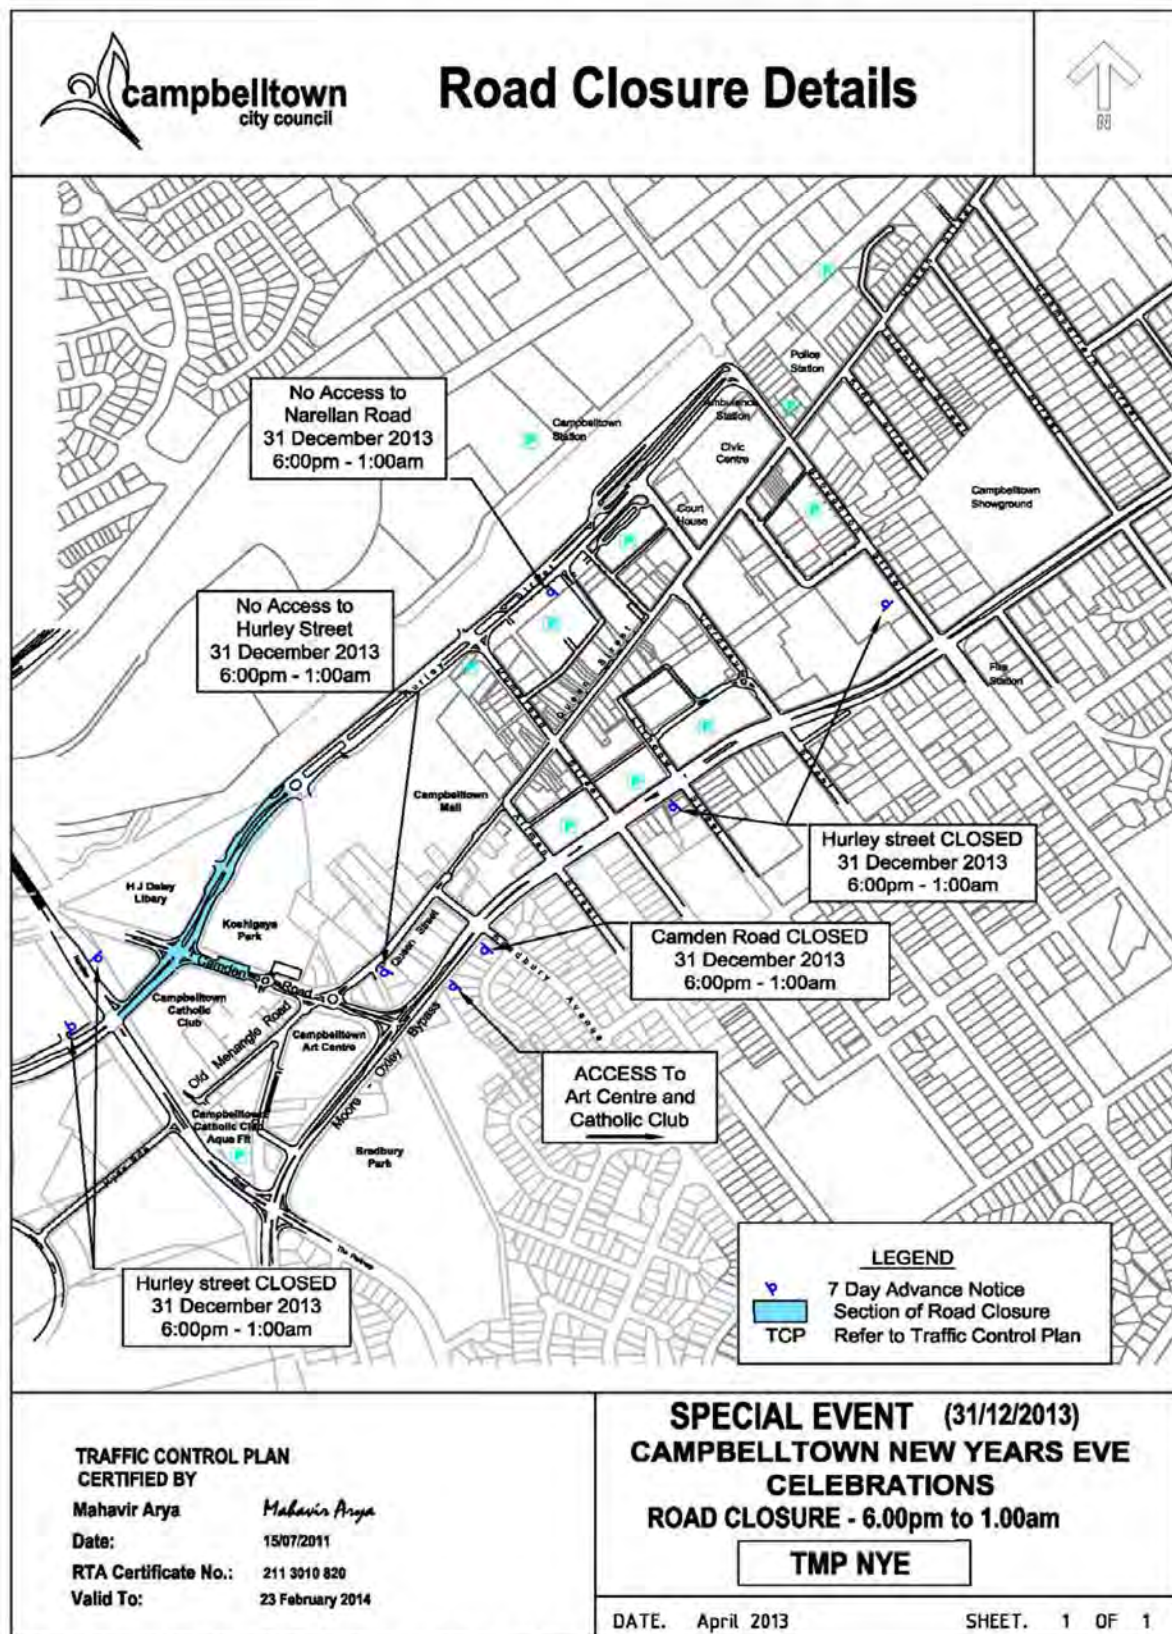 campbelltown
city council
Road Closure Details
N
Police
Station
No Access to
Narellan Road
31 December 2013
6:00pm - 1:00am
Campbelltown
Station
Ambulance
Station
Civic
Centre
Court
House
Campbelltown
Showground
No Access to
Hurley Street
31 December 2013
6:00pm - 1:00am
Hurley
Street
Queen Street
Fire
Station
Campbelltown
Mall
Hurley street CLOSED
31 December 2013
6:00pm - 1:00am
H J Daley
Libary
Koshigaya
Park
Queen Street
Camden Road
Camden Road CLOSED
31 December 2013
6:00pm - 1:00am
Campbelltown
Catholic
Club
Old Menangle Road
Campbelltown
Art Centre
Moore - Oxley Bypass
Bradbury Avenue
ACCESS To
Art Centre and
Catholic Club
Campbelltown
Catholic Club
Aqua Fit
Bradbury
Park
Hurley street CLOSED
31 December 2013
6:00pm - 1:00am
LEGEND
7 Day Advance Notice
Section of Road Closure
TCP Refer to Traffic Control Plan
TRAFFIC CONTROL PLAN
CERTIFIED BY
Mahavir Arya Mahavir Arya
Date: 15/07/2011
RTA Certificate No.: 211 3010 820
Valid To: 23 February 2014
SPECIAL EVENT (31/12/2013)
CAMPBELLTOWN NEW YEARS EVE
CELEBRATIONS
ROAD CLOSURE - 6.00pm to 1.00am
TMP NYE
DATE. April 2013 SHEET. 1 OF 1